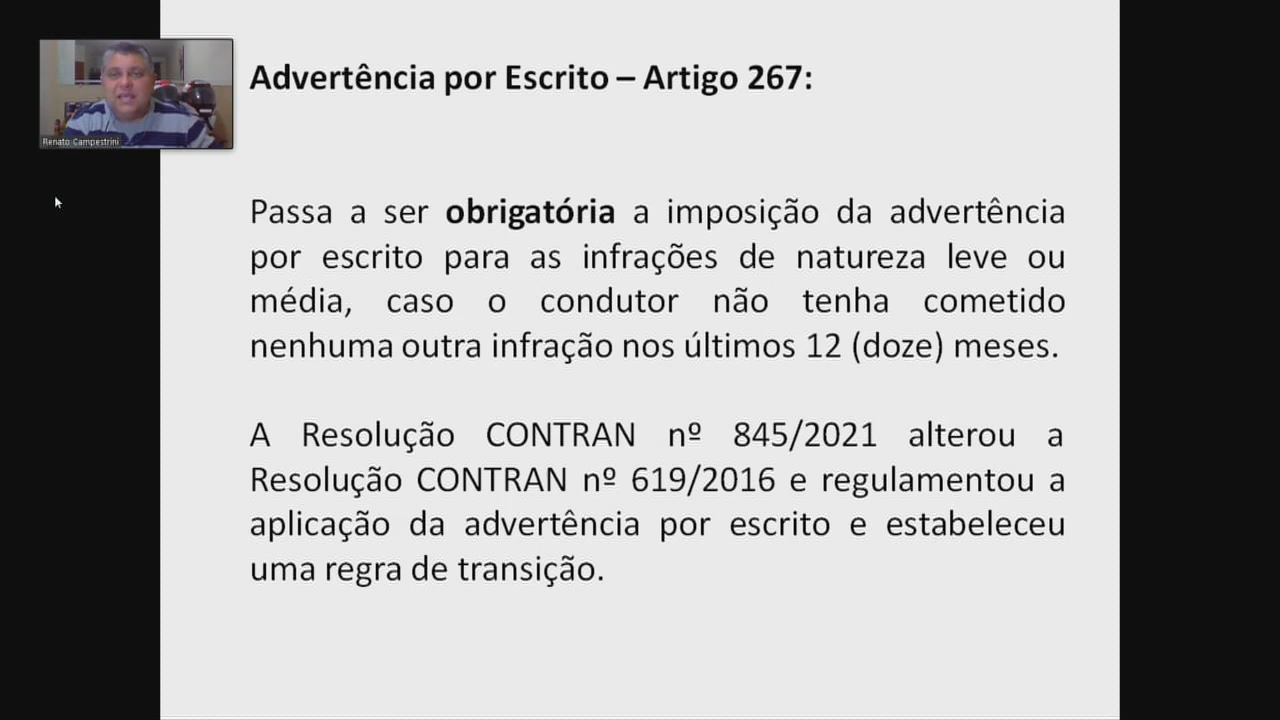 Advertência por Escrito – Artigo 267:
Renato Campestrini
Passa a ser obrigatória a imposição da advertência
por escrito para as infrações de natureza leve ou
média, caso o condutor não tenha cometido
nenhuma outra infração nos últimos 12 (doze) meses.
A Resolução CONTRAN nº 845/2021 alterou a
Resolução CONTRAN nº 619/2016 e regulamentou a
aplicação da advertência por escrito e estabeleceu
uma regra de transição.